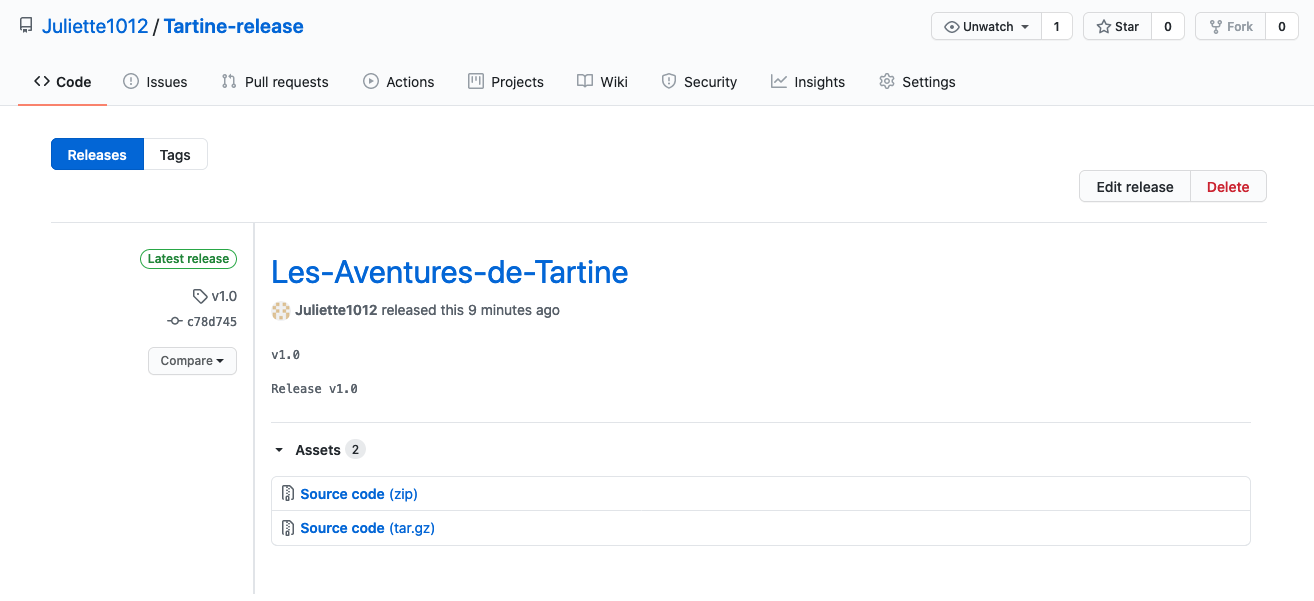 Juliette1012 / Tartine-release
Unwatch 1 Star 0 Fork 0
Code Issues Pull requests Actions Projects Wiki Security Insights Settings
Releases Tags
Edit release Delete
Latest release
v1.0
c78d745
Compare
Les-Aventures-de-Tartine
Juliette1012 released this 9 minutes ago
v1.0
Release v1.0
Assets 2
Source code (zip)
Source code (tar.gz)